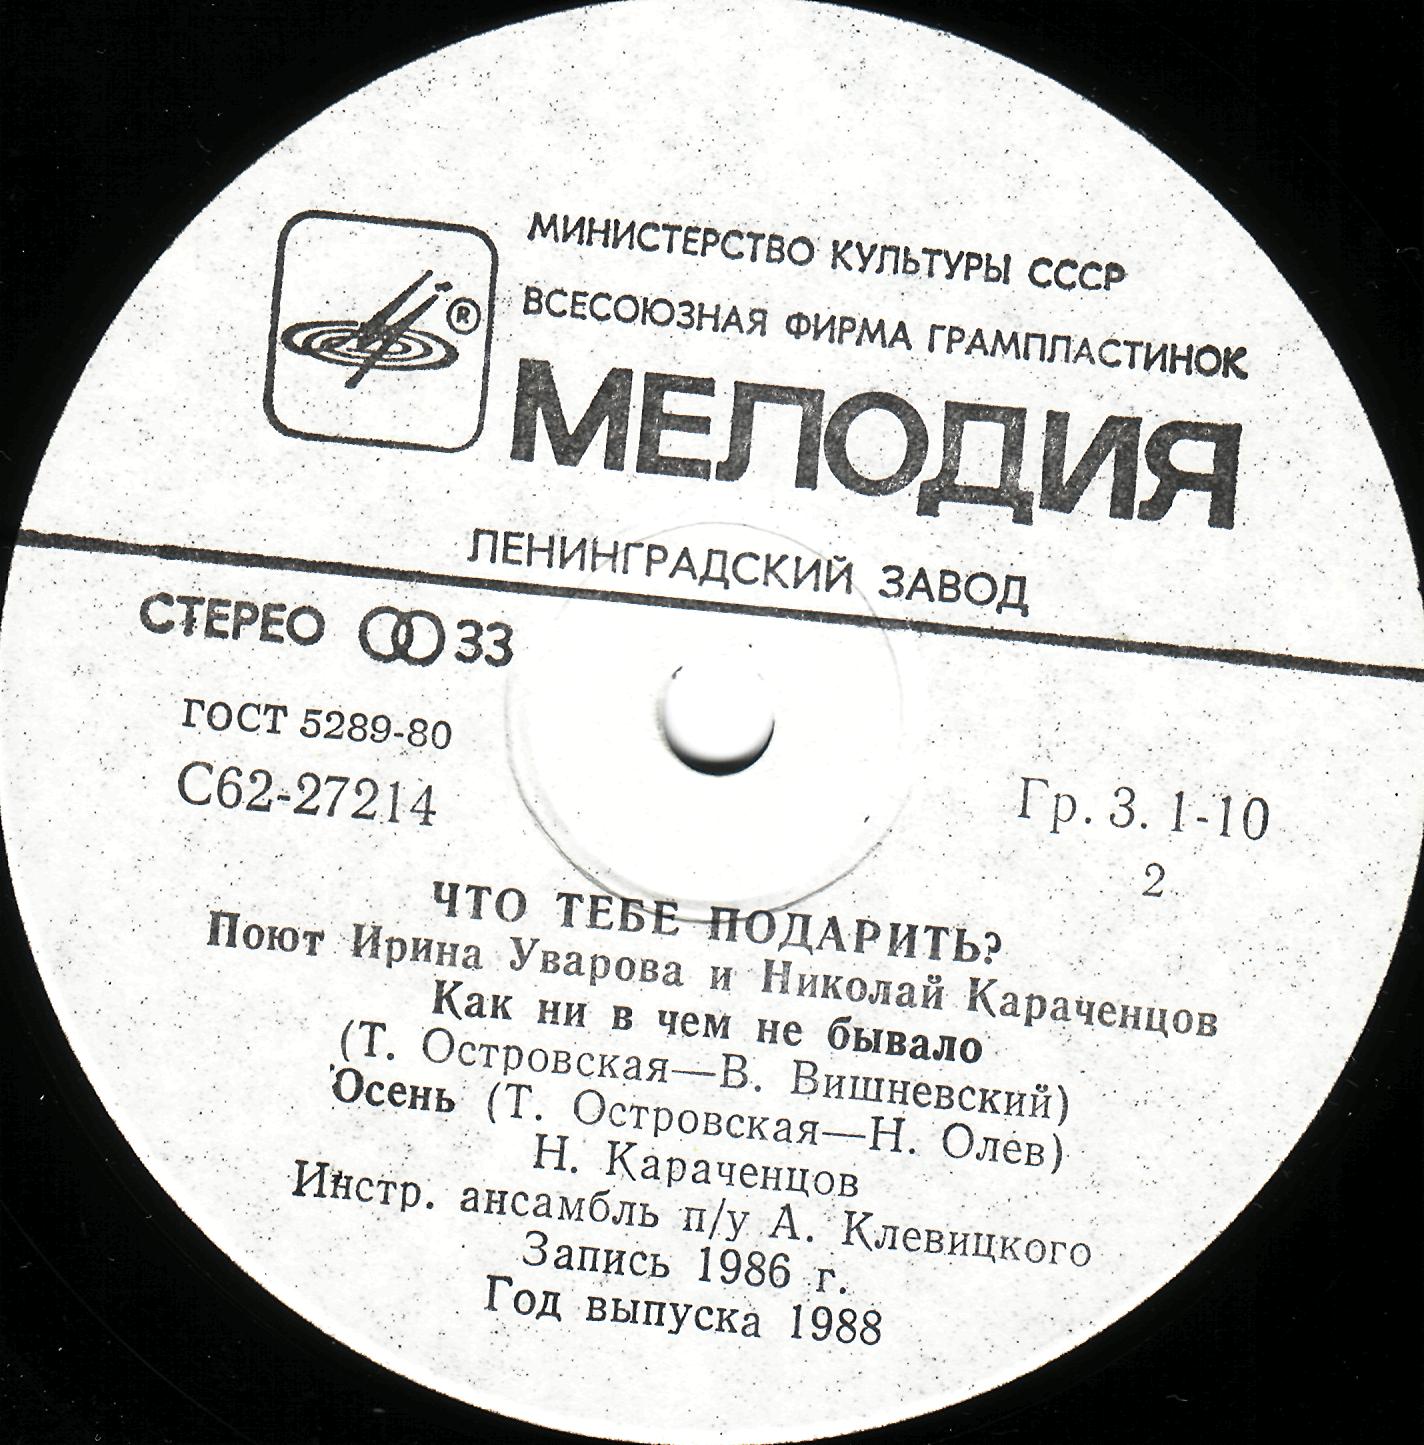 МИНИСТЕРСТВО КУЛЬТУРЫ СССР
ВСЕСОЮЗНАЯ ФИРМА ГРАМПЛАСТИНОК
®
МЕЛОДИЯ
ЛЕНИНГРАДСКИЙ ЗАВОД
СТЕРЕО 33
ГОСТ 5289-80
С62-27214
Гр. 3. 1-10
2
ЧТО ТЕБЕ ПОДАРИТЬ?
Поют Ирина Уварова и Николай Караченцов
Как ни в чем не бывало
(Т. Островская—В. Вишневский)
Осень (Т. Островская—Н. Олев)
Н. Караченцов
Инстр. ансамбль п/у А. Клевицкого
Запись 1986 г.
Год выпуска 1988